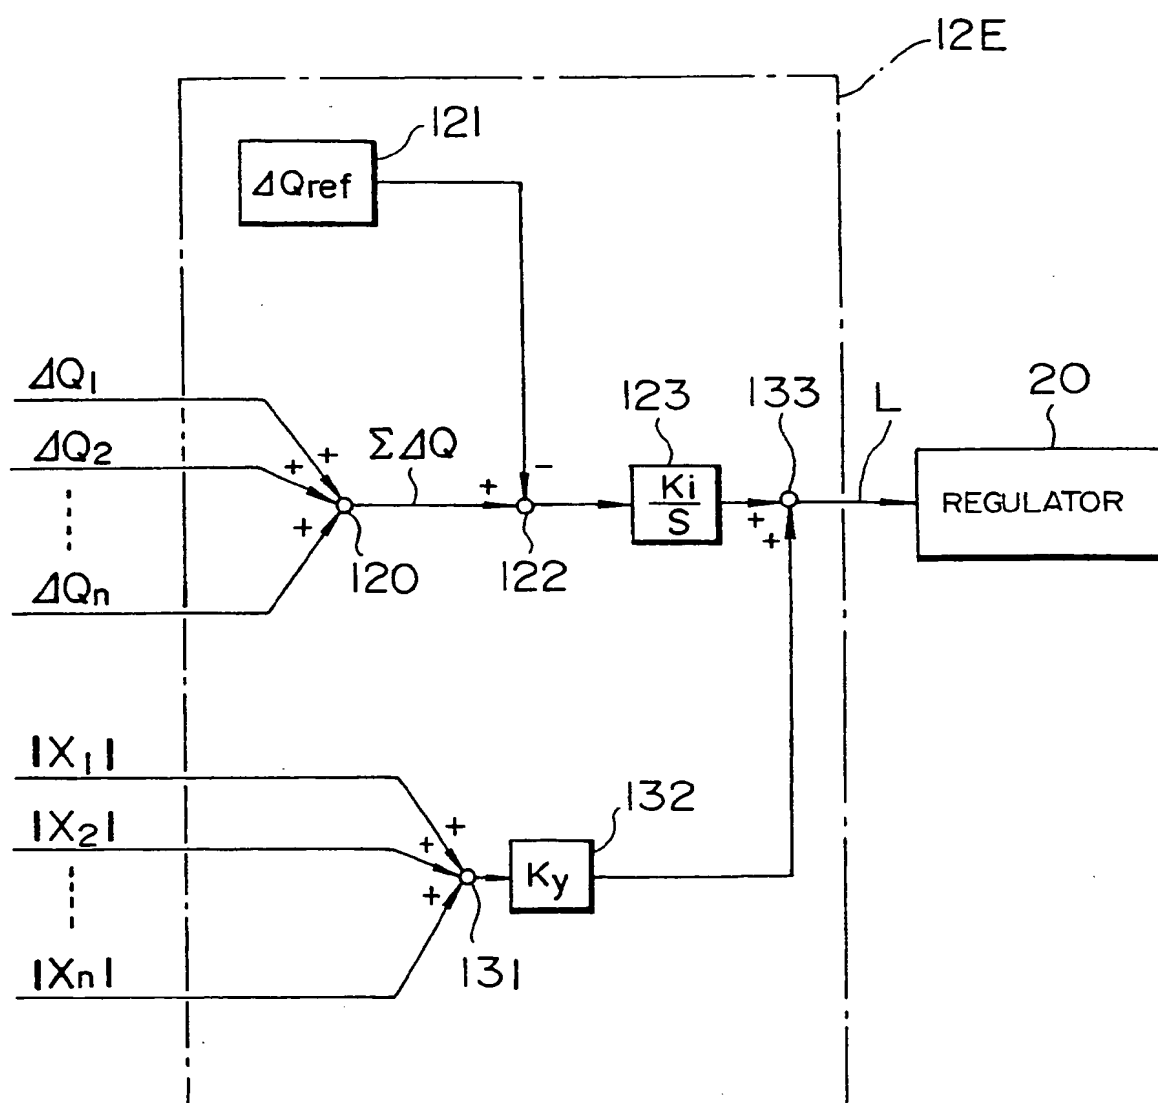 12E
121
ΔQref
ΔQ1
ΔQ2
ΔQn
+
+
+
ΣΔQ
120
+
−
122
123
Ki
S
133
+
+
L
20
REGULATOR
|X1|
|X2|
|Xn|
+
+
+
131
132
Ky